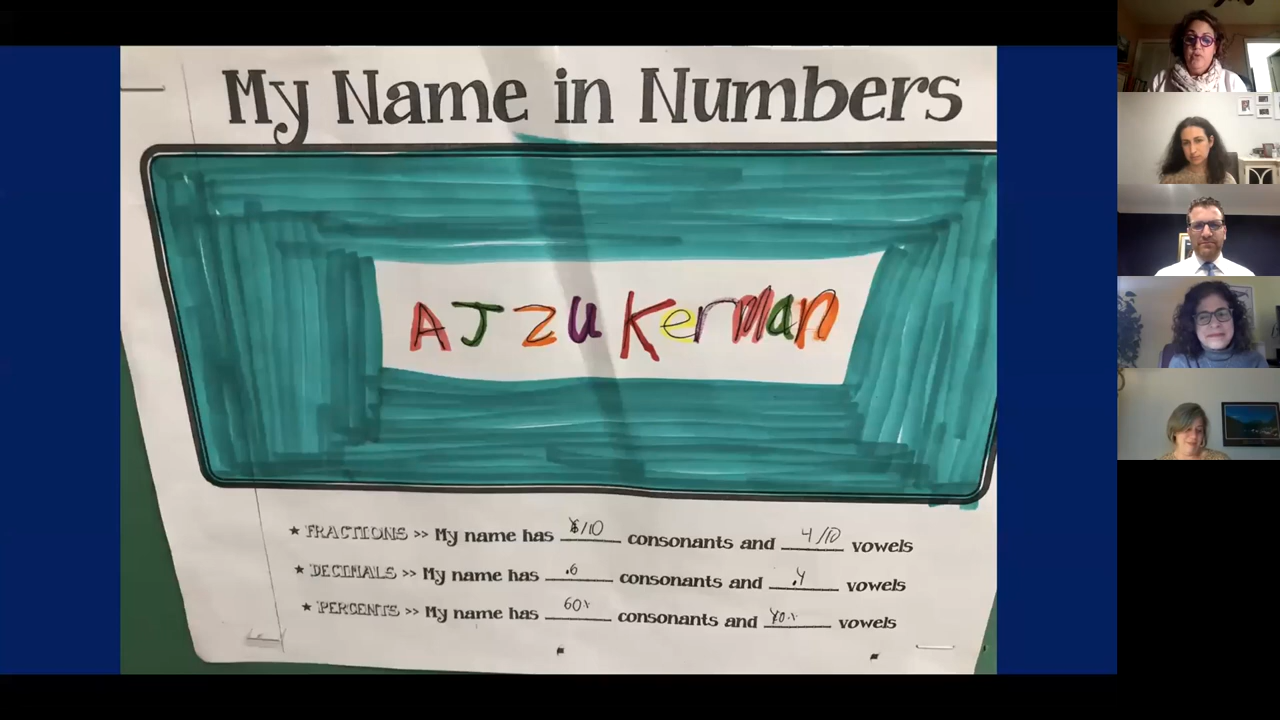 My Name in Numbers
AJ Zukerman
★ FRACTIONS >> My name has 6/10 consonants and 4/10 vowels
★ DECIMALS >> My name has .6 consonants and .4 vowels
★ PERCENTS >> My name has 60% consonants and 40% vowels